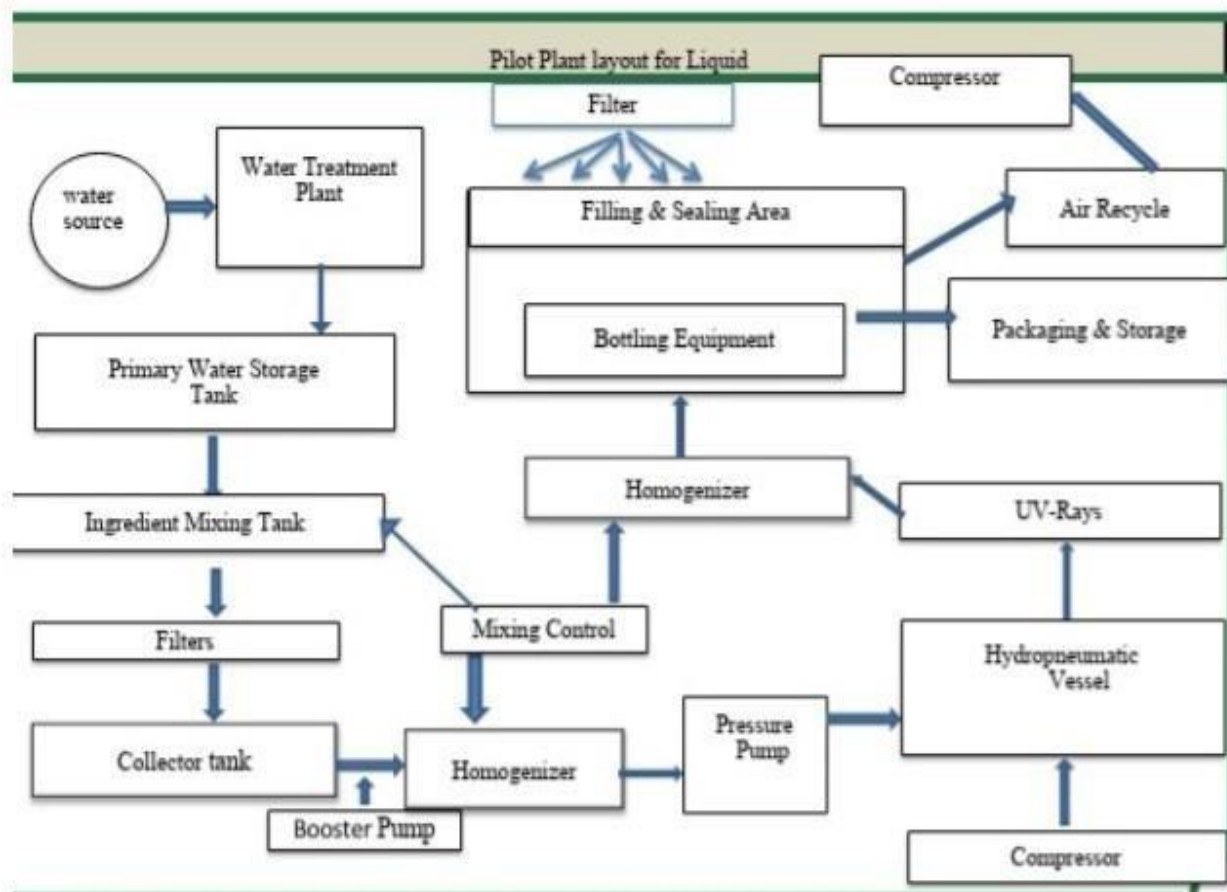 Pilot Plant layout for Liquid
Compressor
Filter
water
source
Water Treatment
Plant
Filling & Sealing Area
Air Recycle
Bottling Equipment
Packaging & Storage
Primary Water Storage
Tank
Homogenizer
UV-Rays
Ingredient Mixing Tank
Mixing Control
Filters
Hydropneumatic
Vessel
Pressure
Pump
Collector tank
Homogenizer
Booster Pump
Compressor